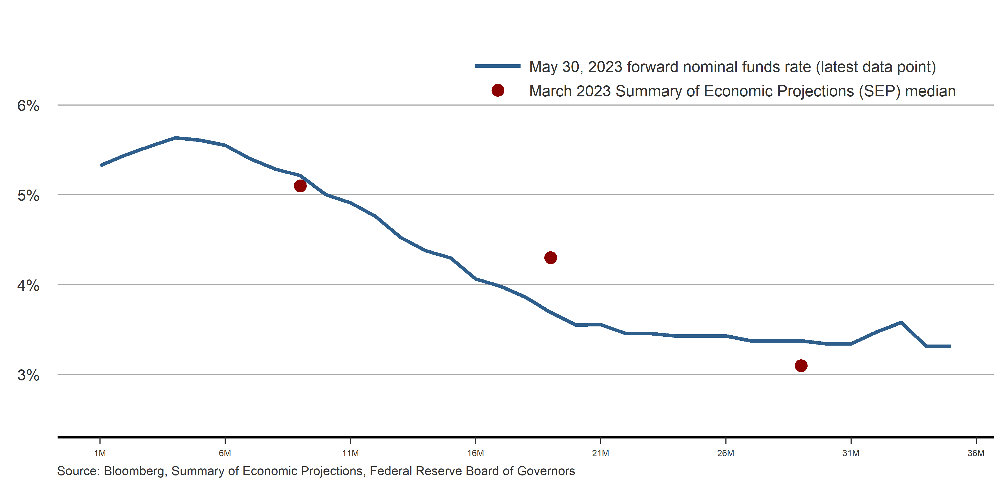 May 30, 2023 forward nominal funds rate (latest data point)
March 2023 Summary of Economic Projections (SEP) median
6%
5%
4%
3%
1M 6M 11M 16M 21M 26M 31M 36M
Source: Bloomberg, Summary of Economic Projections, Federal Reserve Board of Governors